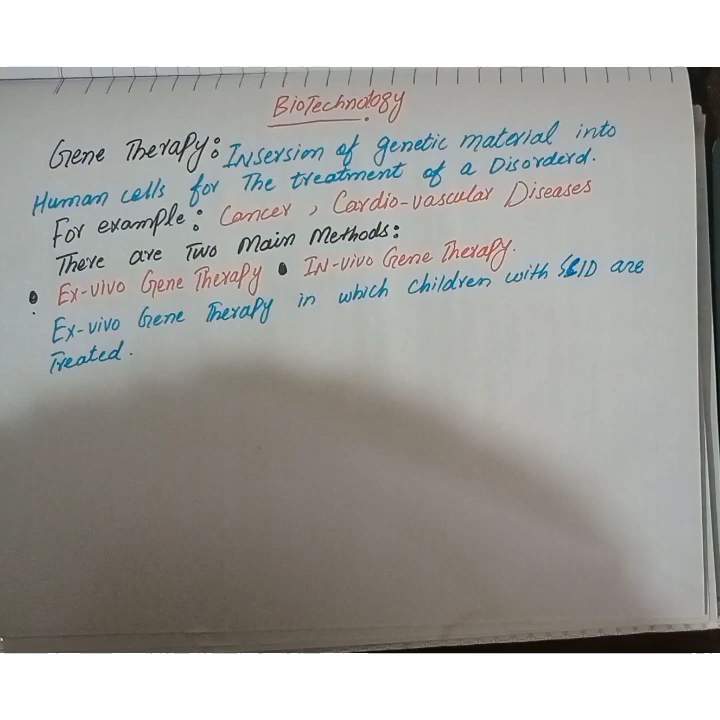 BioTechnology
Gene Therapy: Insersion of genetic material into
Human cells for The treatment of a Disorderd.
For example: Cancer, Cardio-vascular Diseases
There are Two Main Methods:
• Ex-vivo Gene Therapy • IN-vivo Gene Therapy.
Ex-vivo Gene Therapy in which children with SCID are
Treated.